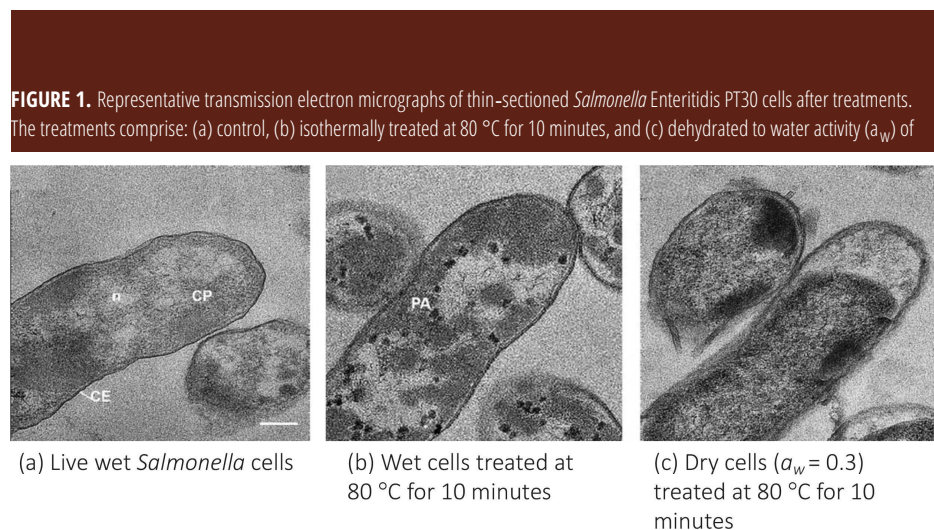 FIGURE 1. Representative transmission electron micrographs of thin-sectioned Salmonella Enteritidis PT30 cells after treatments.
The treatments comprise: (a) control, (b) isothermally treated at 80 °C for 10 minutes, and (c) dehydrated to water activity (aw) of
n
CP
CE
PA
(a) Live wet Salmonella cells
(b) Wet cells treated at
80 °C for 10 minutes
(c) Dry cells (aw = 0.3)
treated at 80 °C for 10
minutes